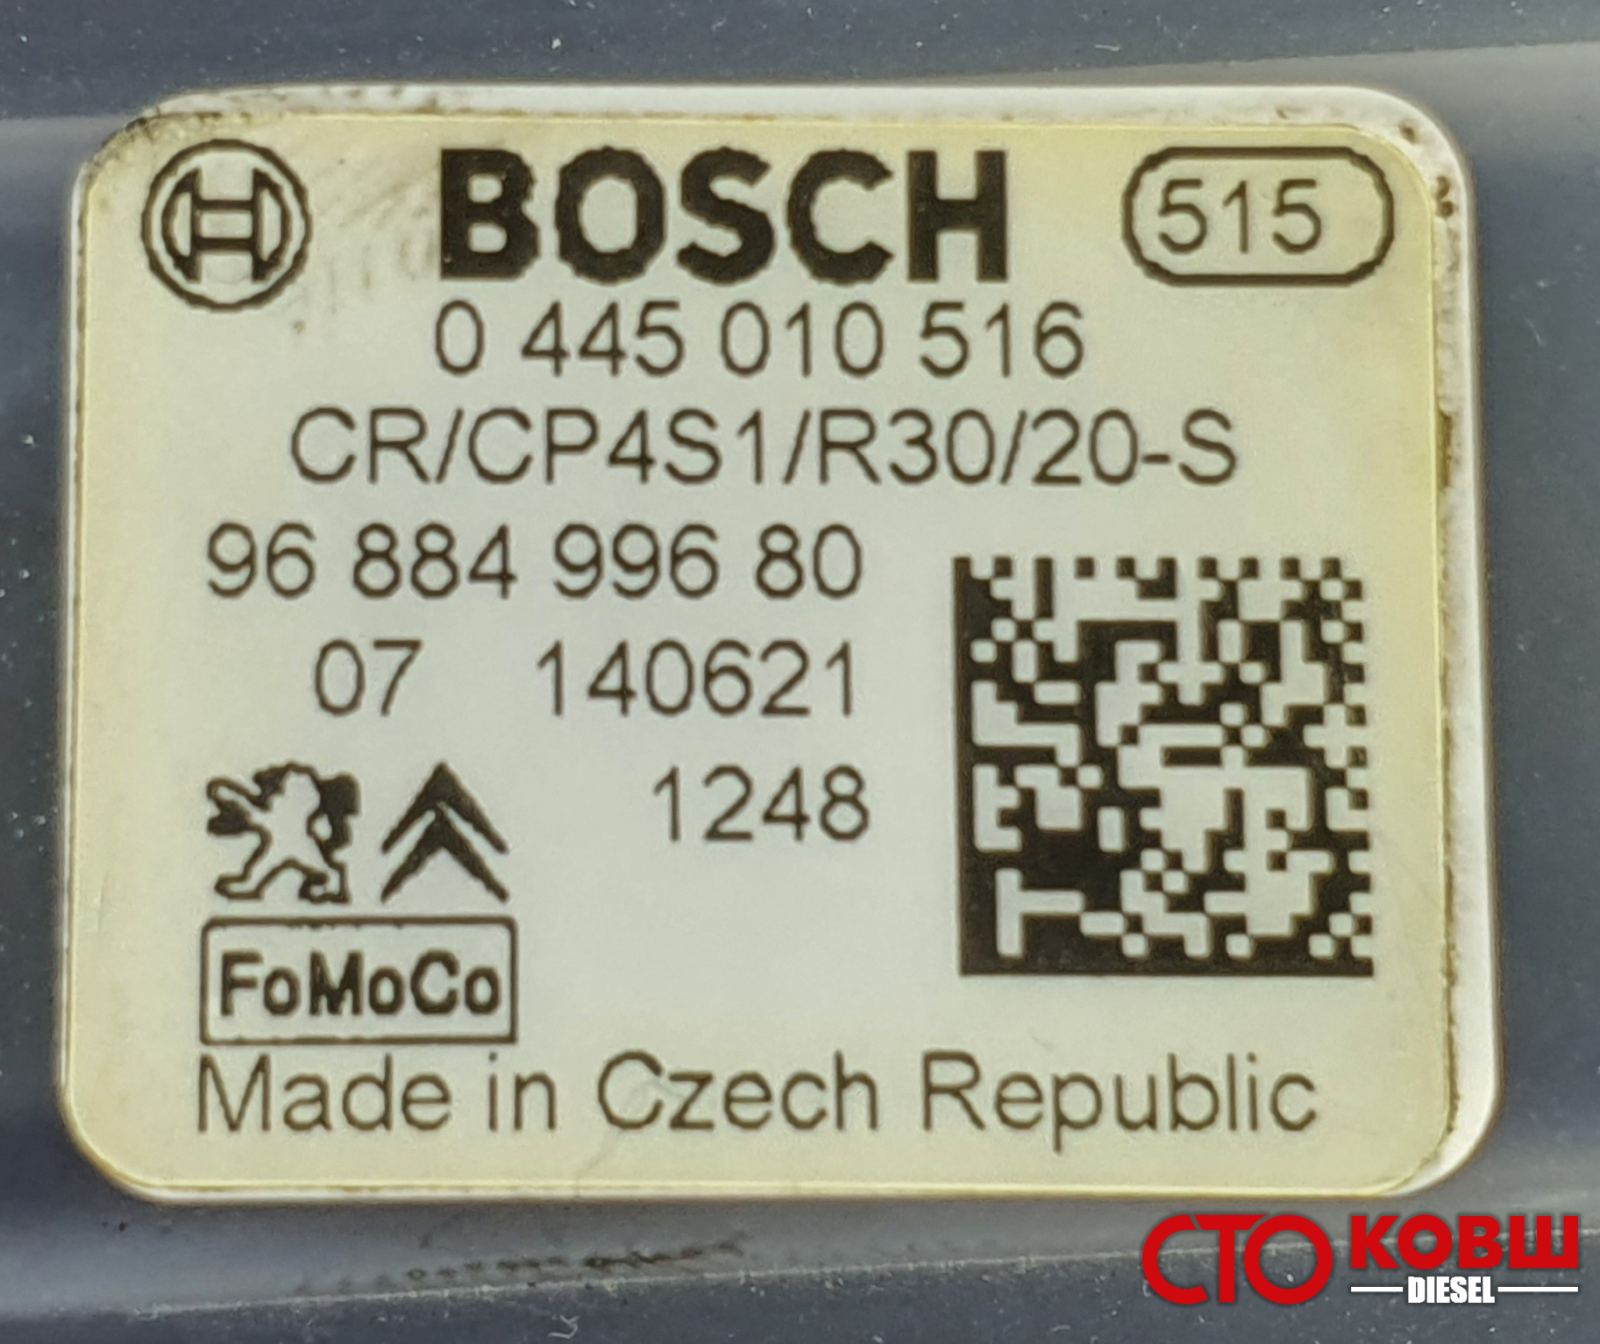 BOSCH 515
0 445 010 516
CR/CP4S1/R30/20-S
96 884 996 80
07 140621
1248
FoMoCo
Made in Czech Republic
СТО КОВШ
DIESEL